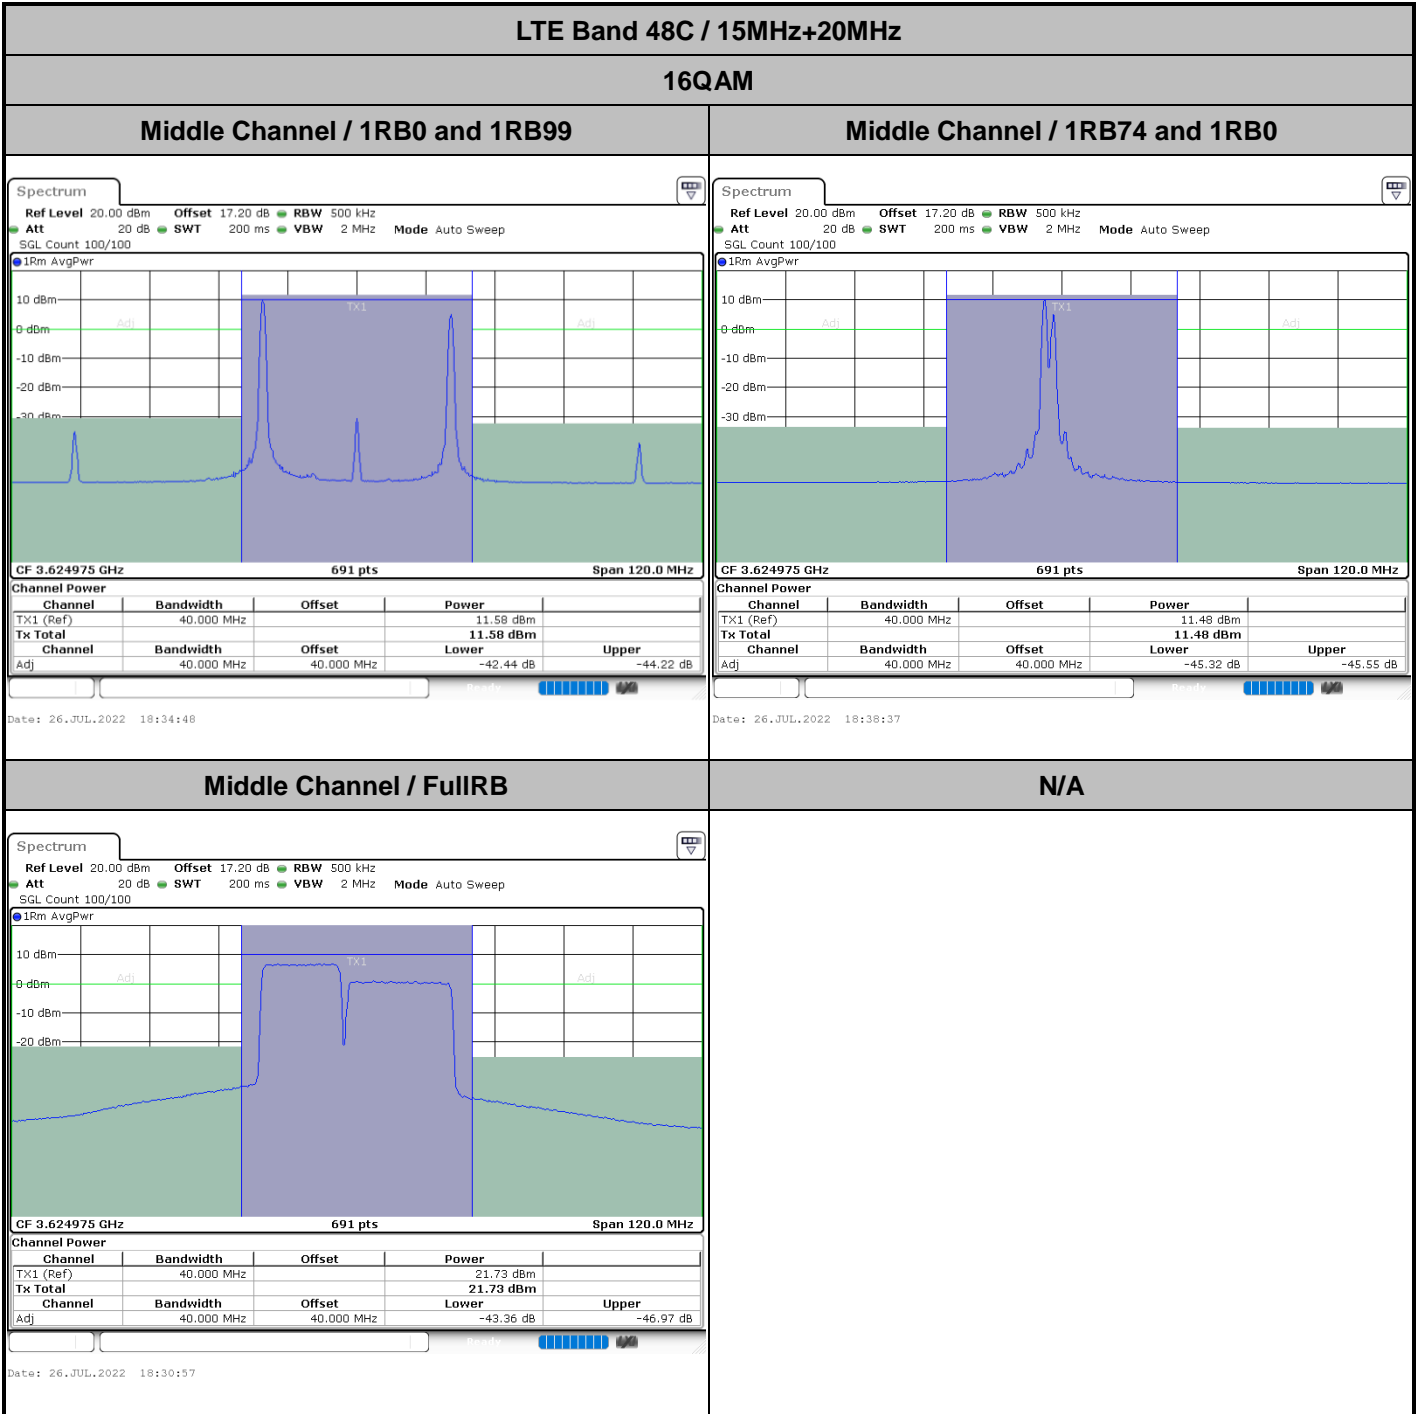 LTE Band 48C / 15MHz+20MHz
16QAM
Middle Channel / 1RB0 and 1RB99
Spectrum
Ref Level 20.00 dBm Offset 17.20 dB RBW 500 kHz
Att 20 dB SWT 200 ms VBW 2 MHz Mode Auto Sweep
SGL Count 100/100
1Rm AvgPwr
TX1
10 dBm
Adj Adj
0 dBm
-10 dBm
-20 dBm
-30 dBm
CF 3.624975 GHz 691 pts Span 120.0 MHz
Channel Power
Channel Bandwidth Offset Power
TX1 (Ref) 40.000 MHz 11.58 dBm
Tx Total 11.58 dBm
Channel Bandwidth Offset Lower Upper
Adj 40.000 MHz 40.000 MHz -42.44 dB -44.22 dB
Ready
Date: 26.JUL.2022 18:34:48
Middle Channel / 1RB74 and 1RB0
Spectrum
Ref Level 20.00 dBm Offset 17.20 dB RBW 500 kHz
Att 20 dB SWT 200 ms VBW 2 MHz Mode Auto Sweep
SGL Count 100/100
1Rm AvgPwr
10 dBm TX1
Adj Adj
0 dBm
-10 dBm
-20 dBm
-30 dBm
CF 3.624975 GHz 691 pts Span 120.0 MHz
Channel Power
Channel Bandwidth Offset Power
TX1 (Ref) 40.000 MHz 11.48 dBm
Tx Total 11.48 dBm
Channel Bandwidth Offset Lower Upper
Adj 40.000 MHz 40.000 MHz -45.32 dB -45.55 dB
Ready
Date: 26.JUL.2022 18:38:37
Middle Channel / FullRB
Spectrum
Ref Level 20.00 dBm Offset 17.20 dB RBW 500 kHz
Att 20 dB SWT 200 ms VBW 2 MHz Mode Auto Sweep
SGL Count 100/100
1Rm AvgPwr
10 dBm TX1
Adj Adj
0 dBm
-10 dBm
-20 dBm
CF 3.624975 GHz 691 pts Span 120.0 MHz
Channel Power
Channel Bandwidth Offset Power
TX1 (Ref) 40.000 MHz 21.73 dBm
Tx Total 21.73 dBm
Channel Bandwidth Offset Lower Upper
Adj 40.000 MHz 40.000 MHz -43.36 dB -46.97 dB
Ready
Date: 26.JUL.2022 18:30:57
N/A